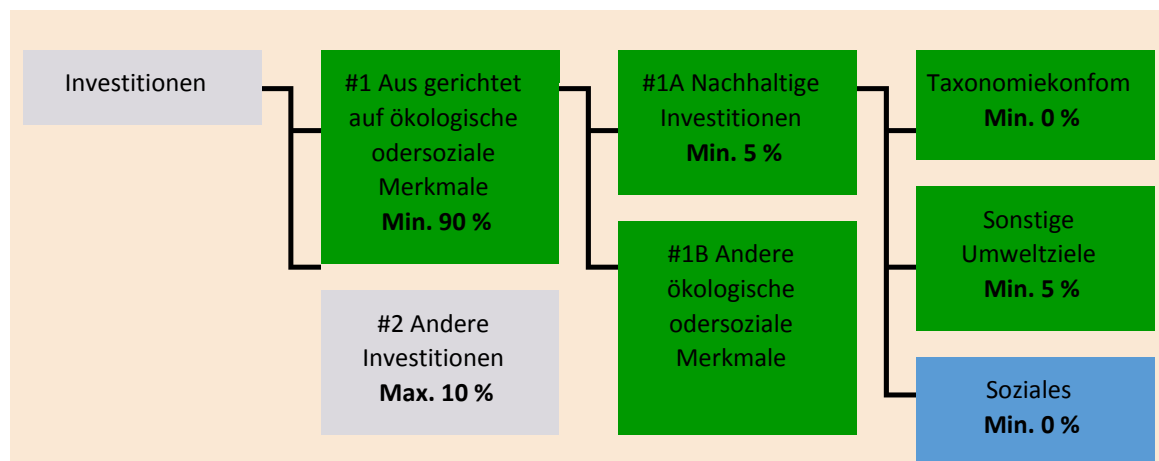 Investitionen
#1 Aus gerichtet
auf ökologische
odersoziale
Merkmale
Min. 90 %
#2 Andere
Investitionen
Max. 10 %
#1A Nachhaltige
Investitionen
Min. 5 %
#1B Andere
ökologische
odersoziale
Merkmale
Taxonomiekonfom
Min. 0 %
Sonstige
Umweltziele
Min. 5 %
Soziales
Min. 0 %